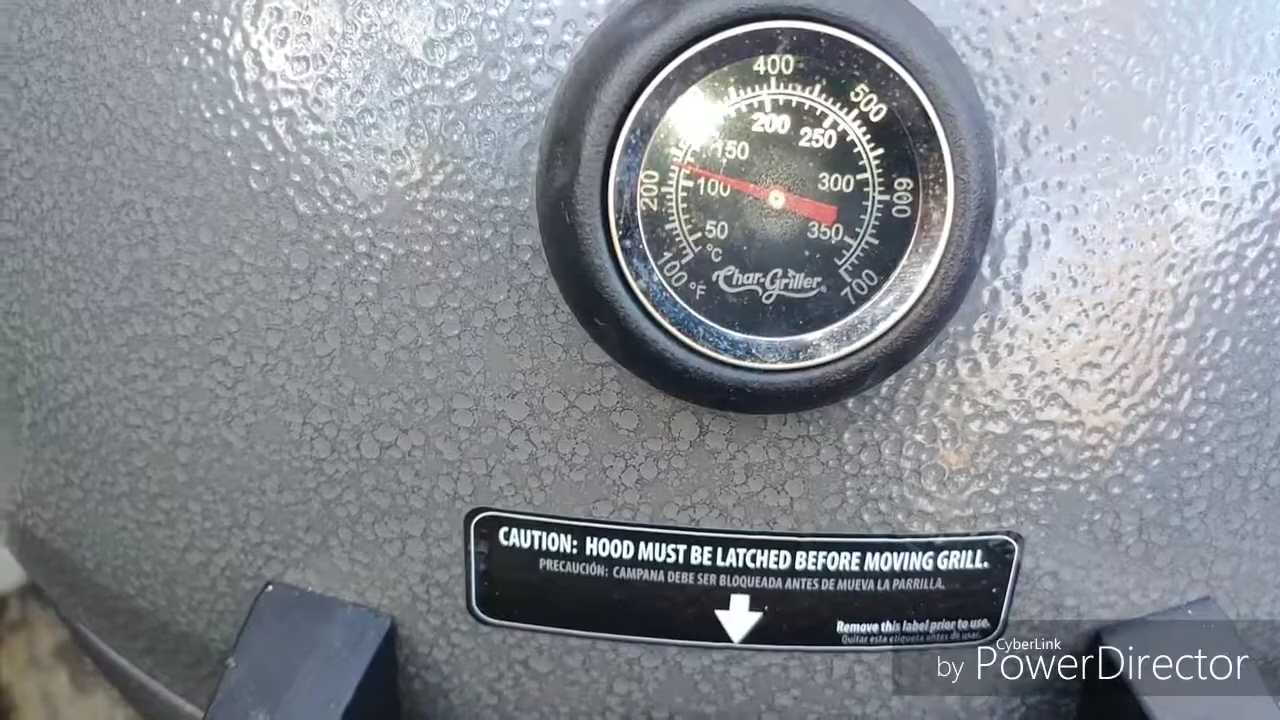 400
500
200
250
150
300
600
200
100
50
350
°C
100 °F
Char-Griller
700
CAUTION: HOOD MUST BE LATCHED BEFORE MOVING GRILL.
PRECAUCIÓN: CAMPANA DEBE SER BLOQUEADA ANTES DE MUEVA LA PARRILLA.
Remove this label prior to use.
Quitar esta etiqueta antes de usar.
CyberLink
by PowerDirector